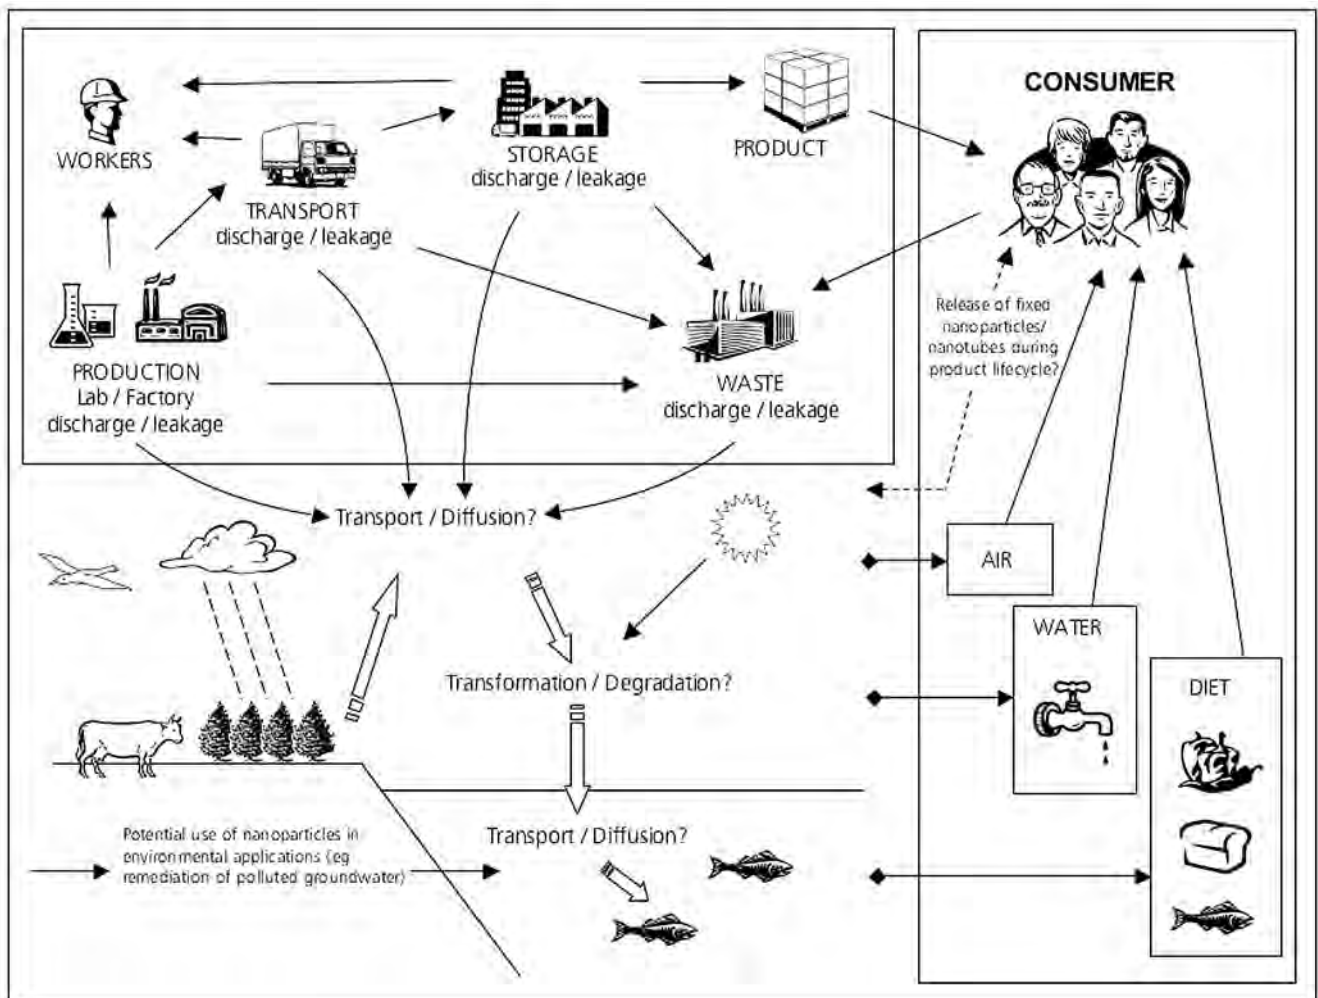 CONSUMER
WORKERS
STORAGE
discharge / leakage
PRODUCT
TRANSPORT
discharge / leakage
PRODUCTION
Lab / Factory
discharge / leakage
WASTE
discharge / leakage
Release of fixed
nanoparticles/
nanotubes during
product lifecycle?
Transport / Diffusion?
AIR
WATER
Transformation / Degradation?
DIET
Potential use of nanoparticles in
environmental applications (eg
remediation of polluted groundwater)
Transport / Diffusion?